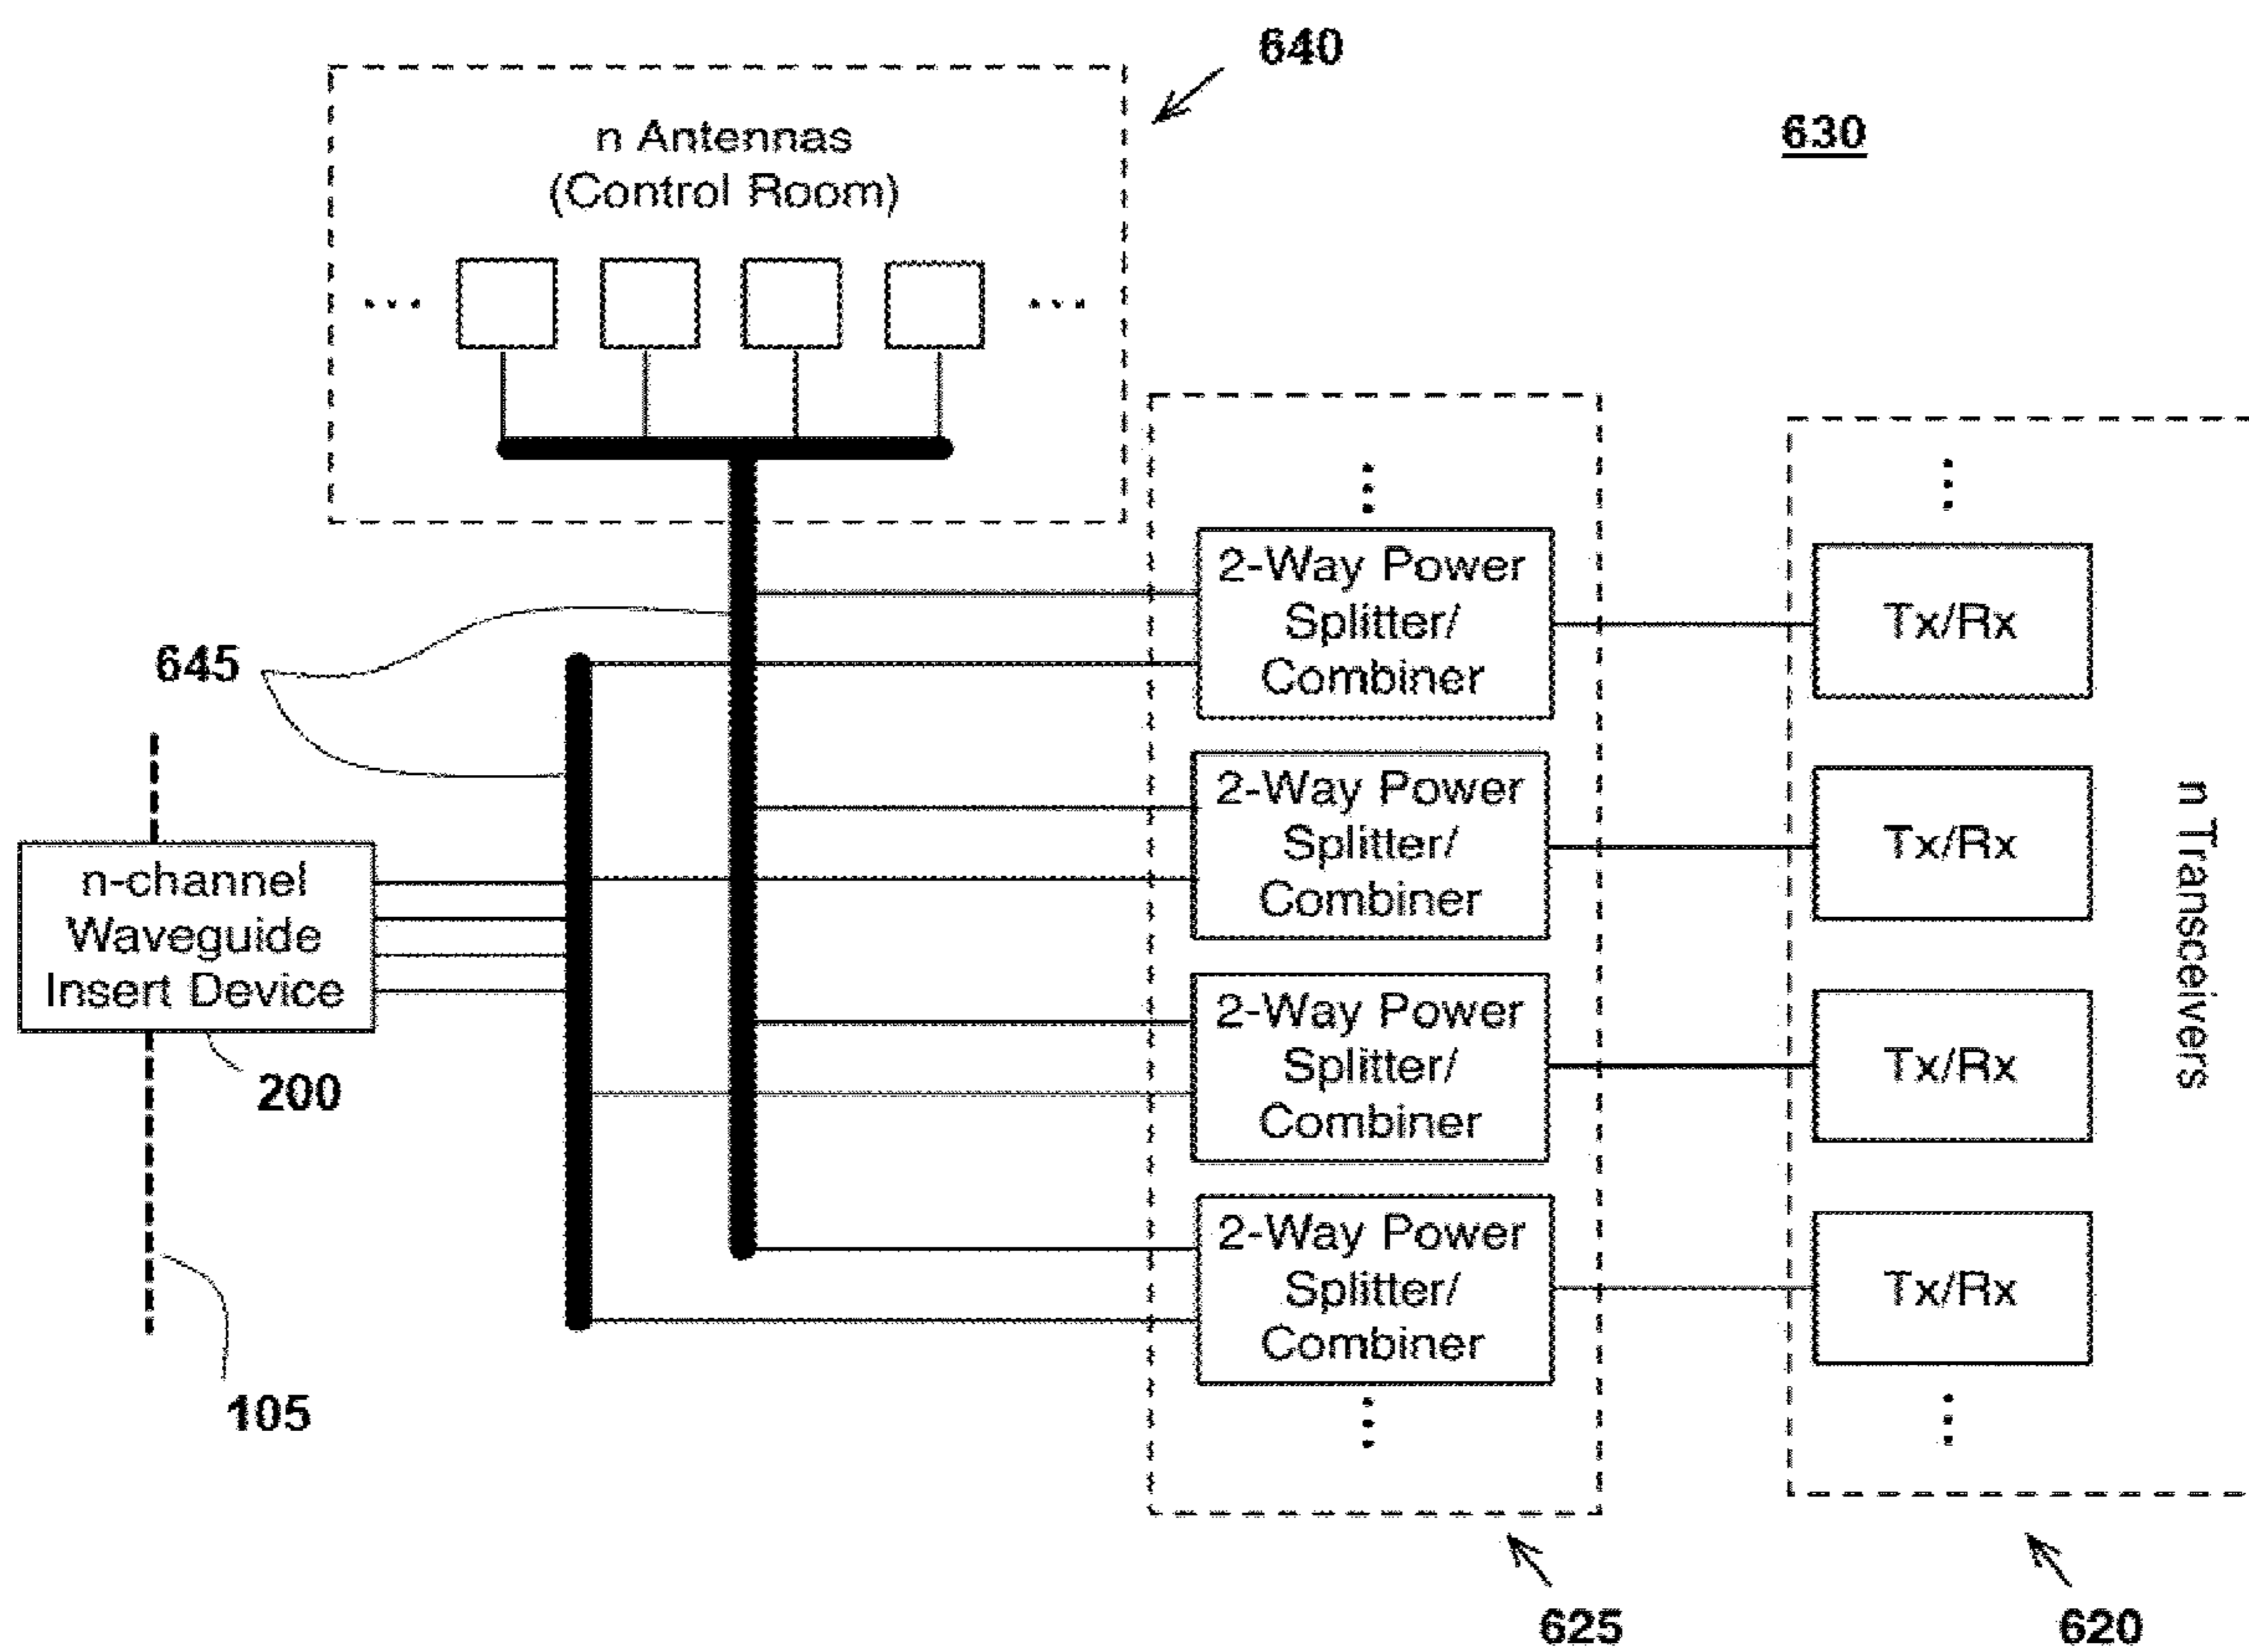 640
630
n Antennas
(Control Room)
... ...
2-Way Power
Splitter/
Combiner
Tx/Rx
645
2-Way Power
Splitter/
Combiner
Tx/Rx
n-channel
Waveguide
Insert Device
200
2-Way Power
Splitter/
Combiner
Tx/Rx
n Transceivers
2-Way Power
Splitter/
Combiner
Tx/Rx
105
625
620